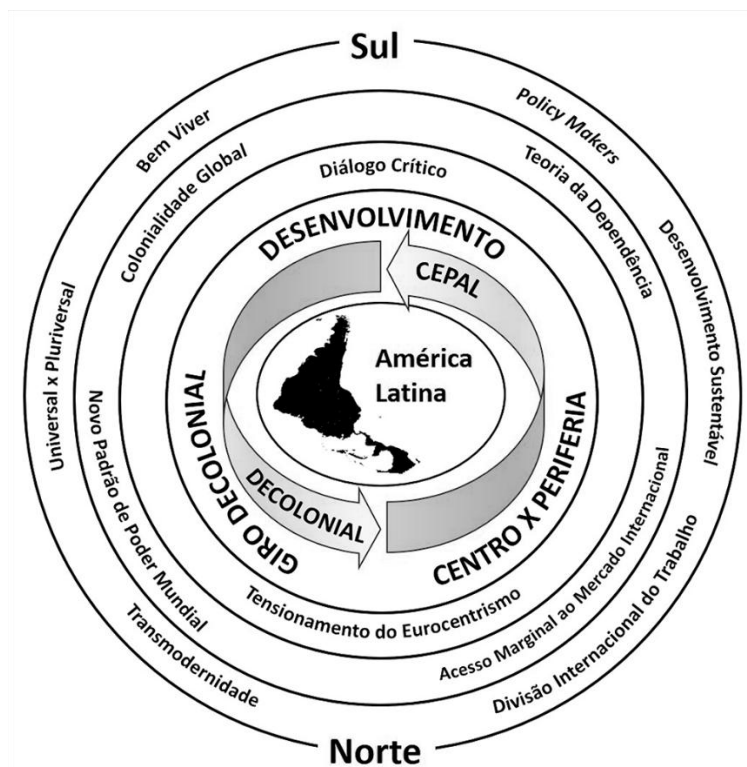 Sul
Bem Viver
Policy Makers
Colonialidade Global
Teoria da Dependência
Diálogo Crítico
DESENVOLVIMENTO
CEPAL
Desenvolvimento Sustentável
Universal x Pluriversal
América
Latina
Novo Padrão de Poder Mundial
GIRO DECOLONIAL
DECOLONIAL
CENTRO X PERIFERIA
Tensionamento do Eurocentrismo
Acesso Marginal ao Mercado Internacional
Transmodernidade
Divisão Internacional do Trabalho
Norte